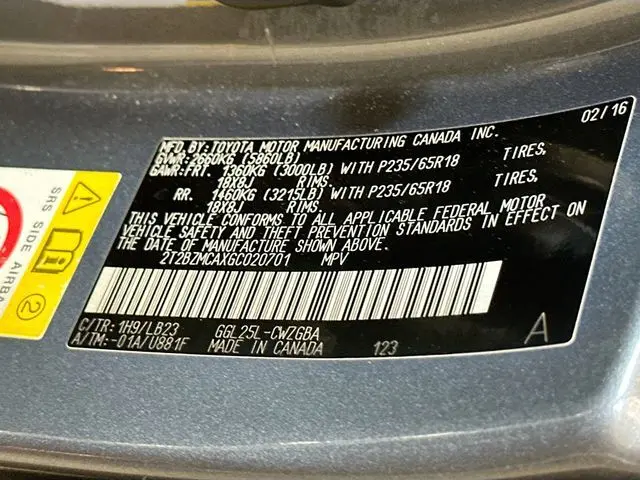 02/16
MFD. BY: TOYOTA MOTOR MANUFACTURING CANADA INC.
GVWR: 2660KG (5860LB)
GAWR: FRT. 1360KG (3000LB) WITH P235/65R18 TIRES,
18X8J RIMS.
RR. 1460KG (3215LB) WITH P235/65R18 TIRES,
18X8J RIMS.
THIS VEHICLE CONFORMS TO ALL APPLICABLE FEDERAL MOTOR
VEHICLE SAFETY AND THEFT PREVENTION STANDARDS IN EFFECT ON
THE DATE OF MANUFACTURE SHOWN ABOVE.
2T2BZMCAXGC020701 MPV
C/TR: 1H9/LB23 GGL25L-CWZGBA
A/TM: -01A/U881F MADE IN CANADA 123
A
SRS SIDE AIRBA
2